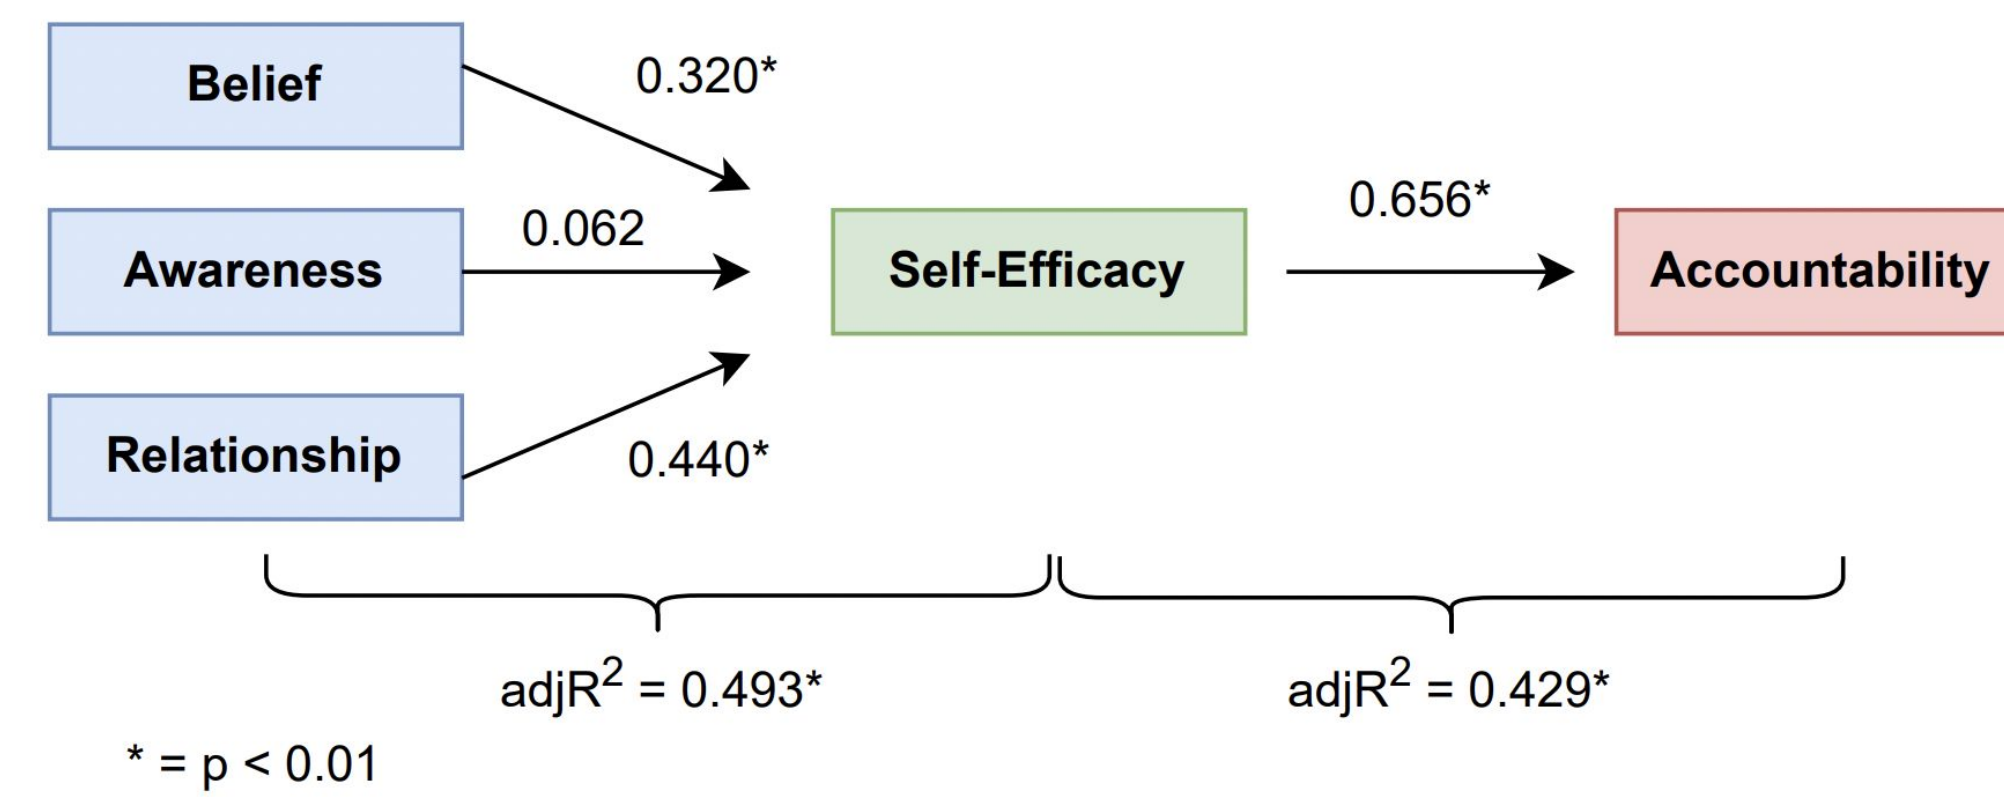 Belief
0.320*
Awareness
0.062
Self-Efficacy
0.656*
Accountability
Relationship
0.440*
adjR² = 0.493*
adjR² = 0.429*
* = p < 0.01